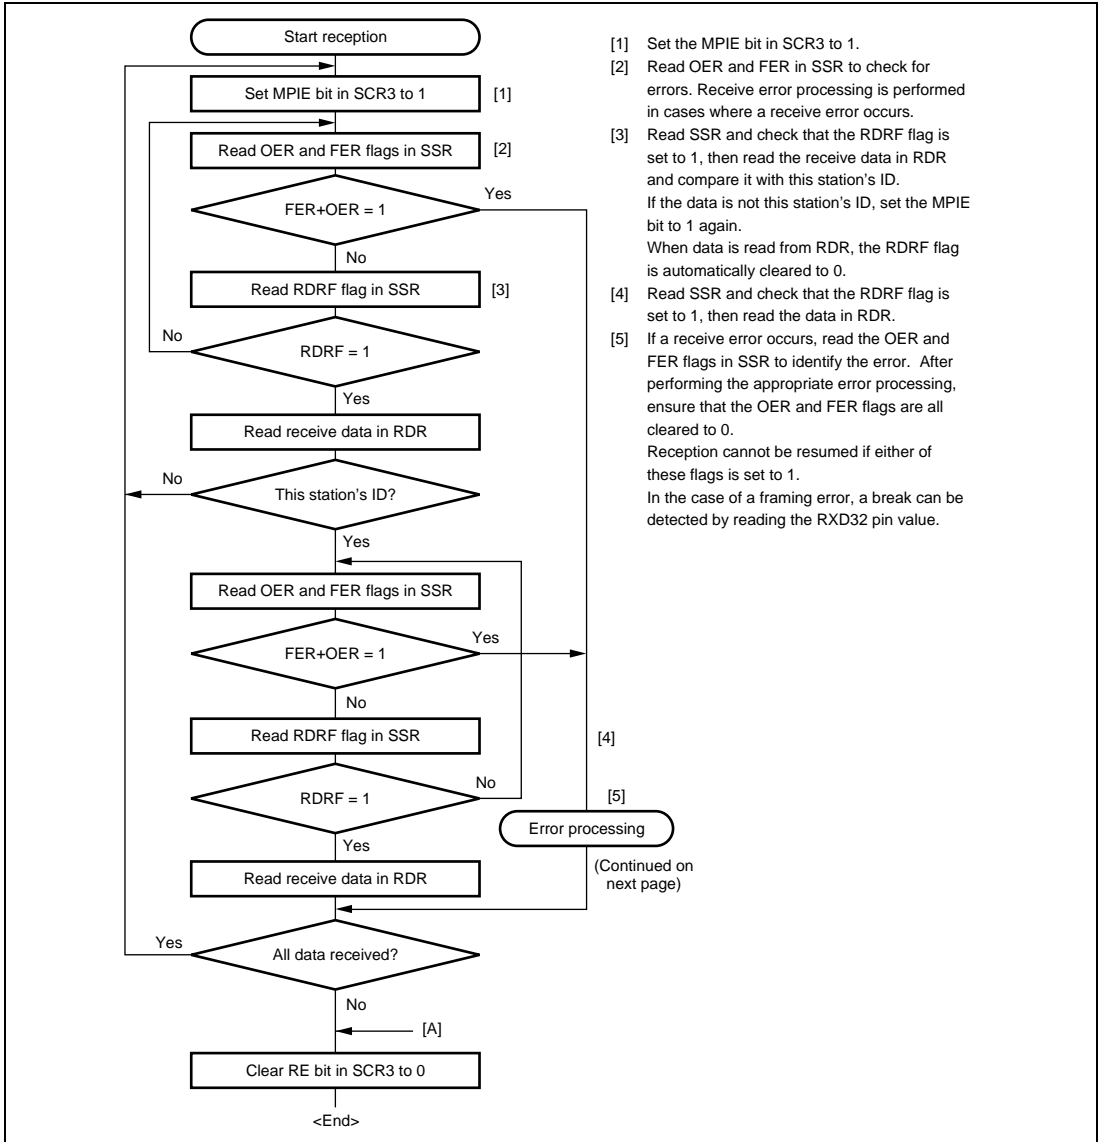 Start reception
Set MPIE bit in SCR3 to 1
[1]
Read OER and FER flags in SSR
[2]
Yes
FER+OER = 1
No
Read RDRF flag in SSR
[3]
No
RDRF = 1
Yes
Read receive data in RDR
No
This station's ID?
Yes
Read OER and FER flags in SSR
Yes
FER+OER = 1
No
Read RDRF flag in SSR
[4]
No
RDRF = 1
[5]
Error processing
Yes
(Continued on
next page)
Read receive data in RDR
Yes
All data received?
No
[A]
Clear RE bit in SCR3 to 0
<End>
[1] Set the MPIE bit in SCR3 to 1.
[2] Read OER and FER in SSR to check for
errors. Receive error processing is performed
in cases where a receive error occurs.
[3] Read SSR and check that the RDRF flag is
set to 1, then read the receive data in RDR
and compare it with this station's ID.
If the data is not this station's ID, set the MPIE
bit to 1 again.
When data is read from RDR, the RDRF flag
is automatically cleared to 0.
[4] Read SSR and check that the RDRF flag is
set to 1, then read the data in RDR.
[5] If a receive error occurs, read the OER and
FER flags in SSR to identify the error. After
performing the appropriate error processing,
ensure that the OER and FER flags are all
cleared to 0.
Reception cannot be resumed if either of
these flags is set to 1.
In the case of a framing error, a break can be
detected by reading the RXD32 pin value.